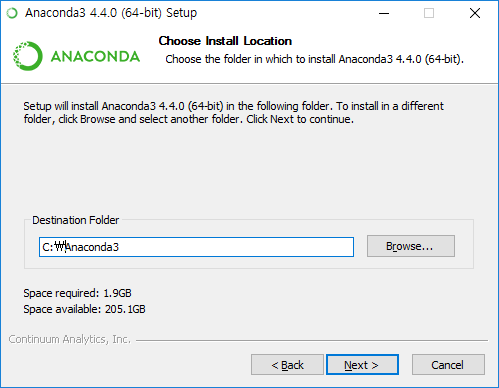 Anaconda3 4.4.0 (64-bit) Setup
ANACONDA
Choose Install Location
Choose the folder in which to install Anaconda3 4.4.0 (64-bit).
Setup will install Anaconda3 4.4.0 (64-bit) in the following folder. To install in a different
folder, click Browse and select another folder. Click Next to continue.
Destination Folder
C:₩Anaconda3
Browse...
Space required: 1.9GB
Space available: 205.1GB
Continuum Analytics, Inc.
< Back
Next >
Cancel